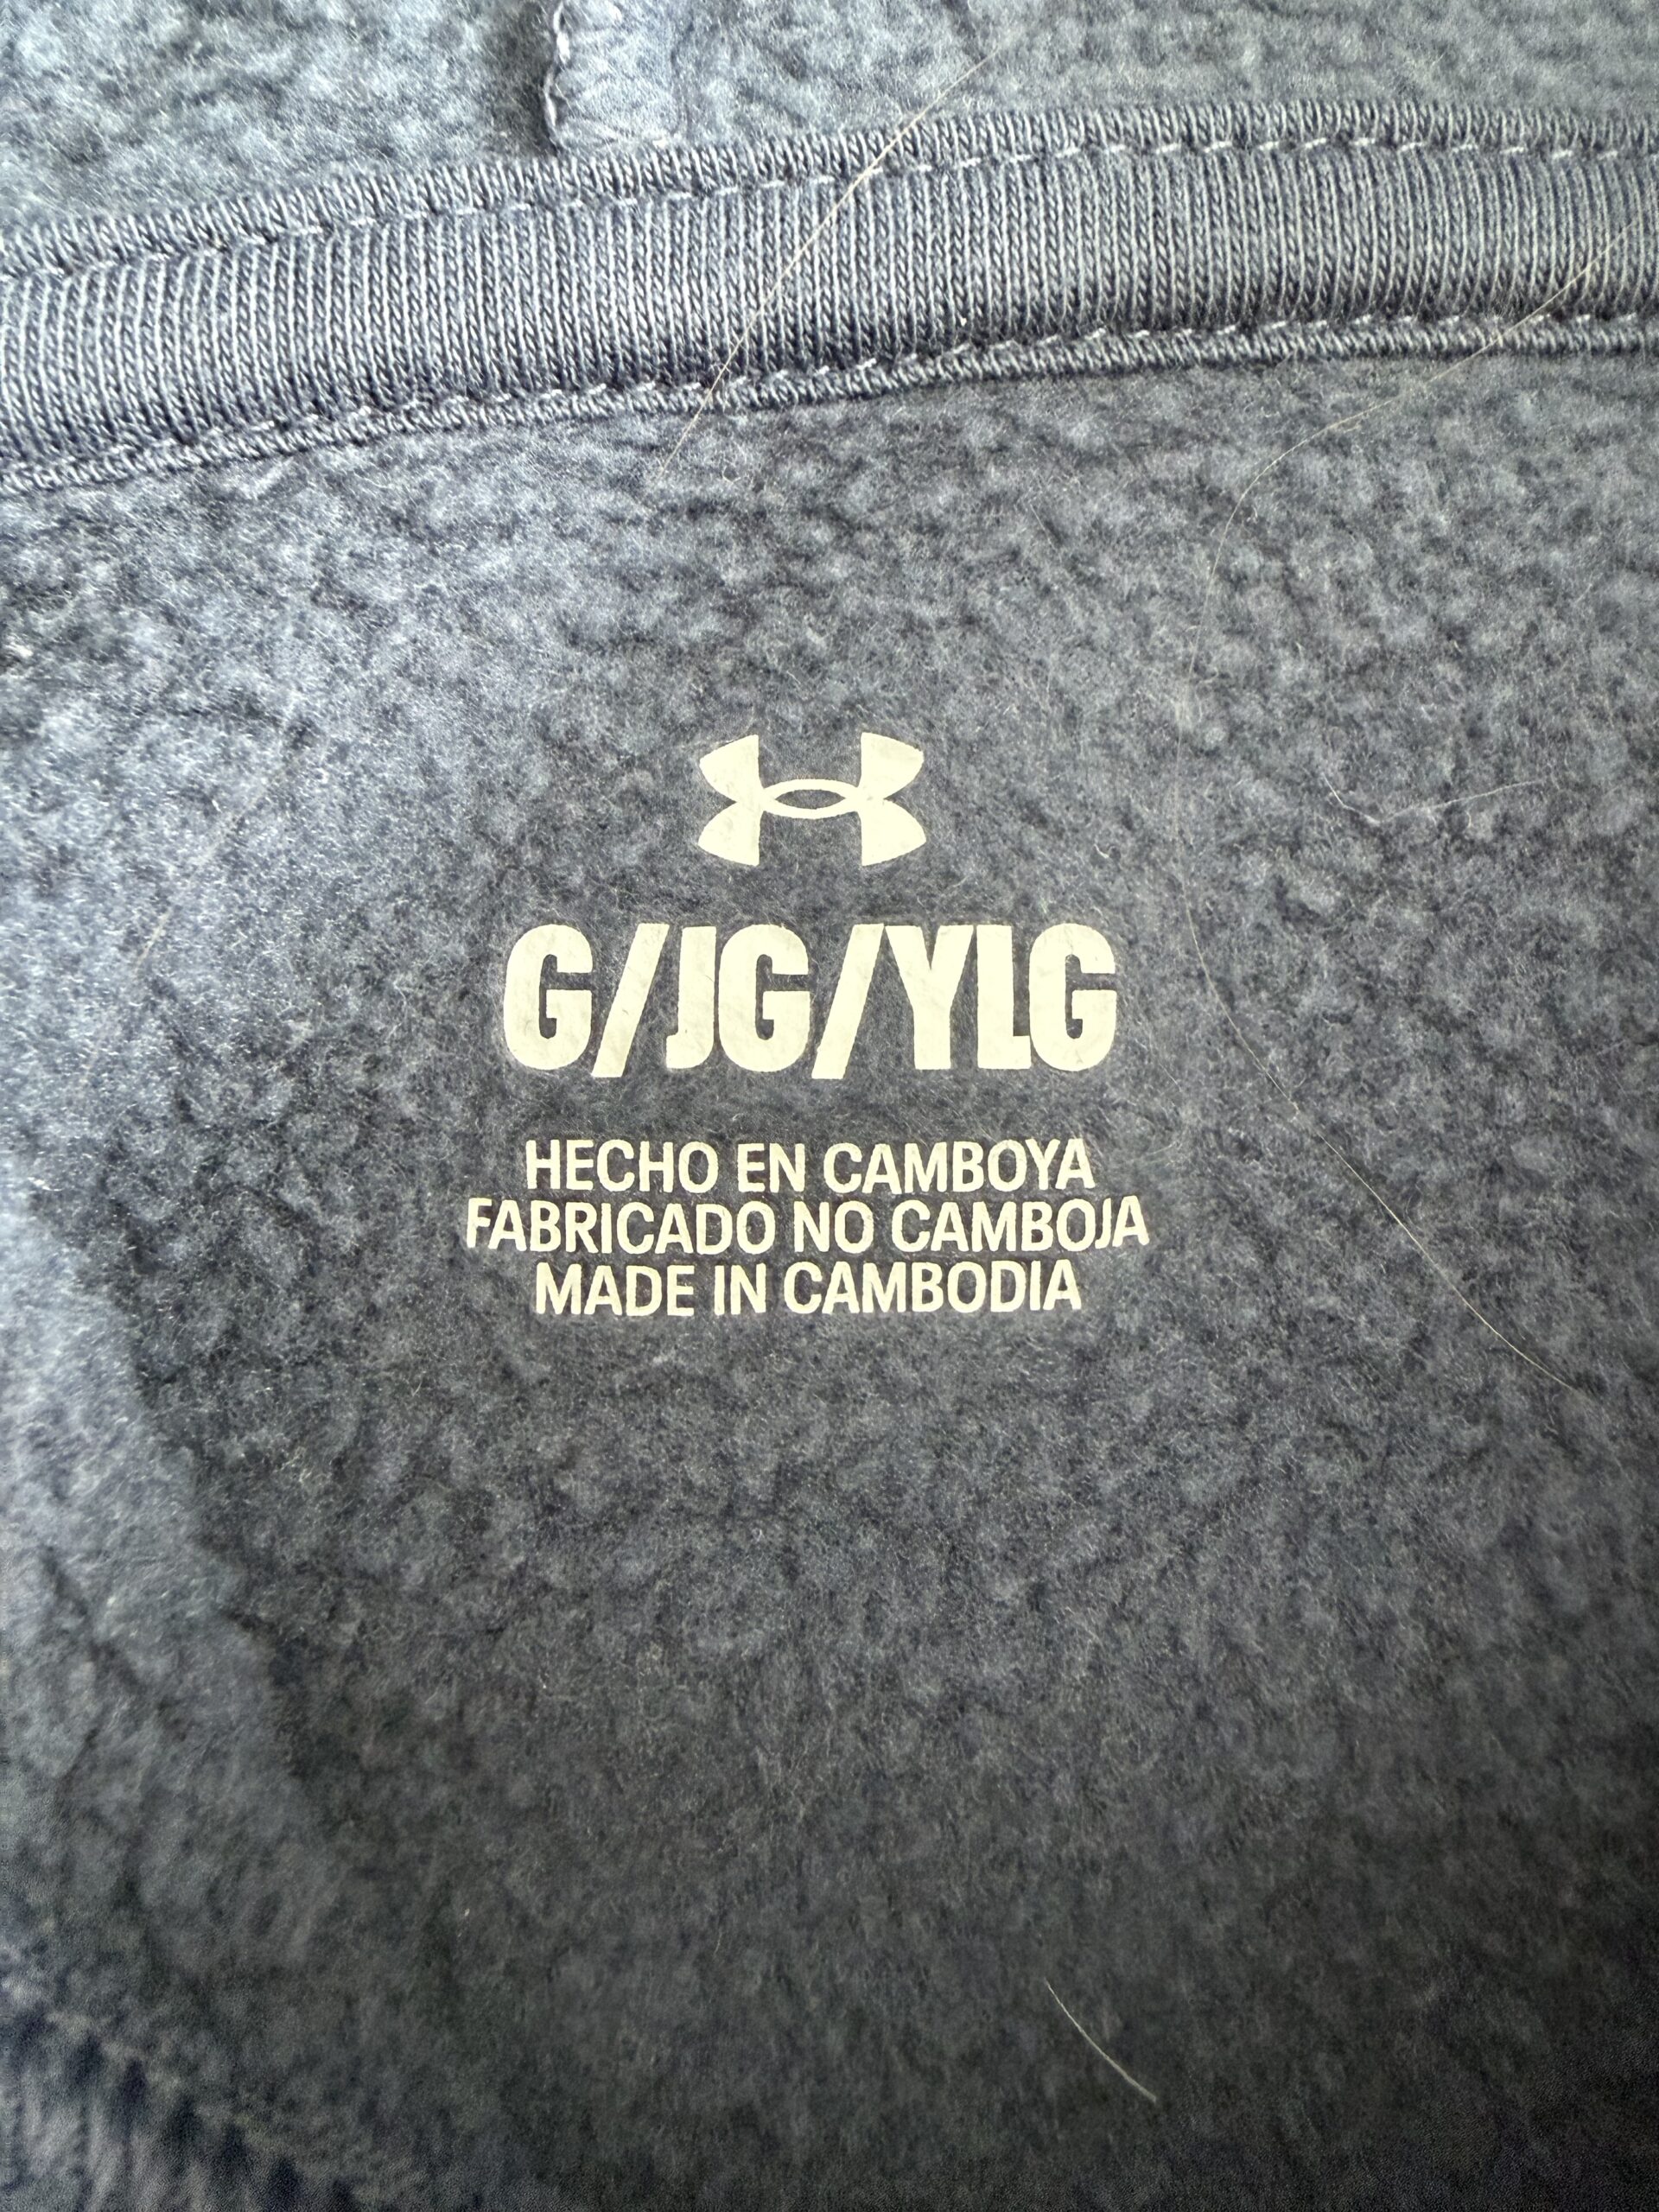 G/JG/YLG
HECHO EN CAMBOYA
FABRICADO NO CAMBOJA
MADE IN CAMBODIA